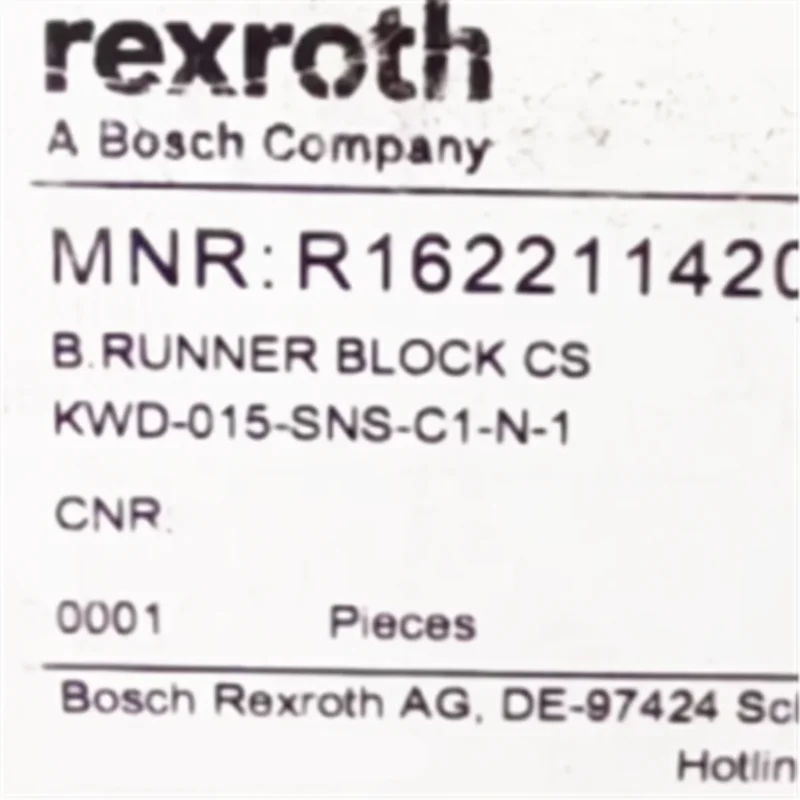 rexroth
A Bosch Company
MNR: R162211420
B.RUNNER BLOCK CS
KWD-015-SNS-C1-N-1
CNR:
0001 Pieces
Bosch Rexroth AG, DE-97424